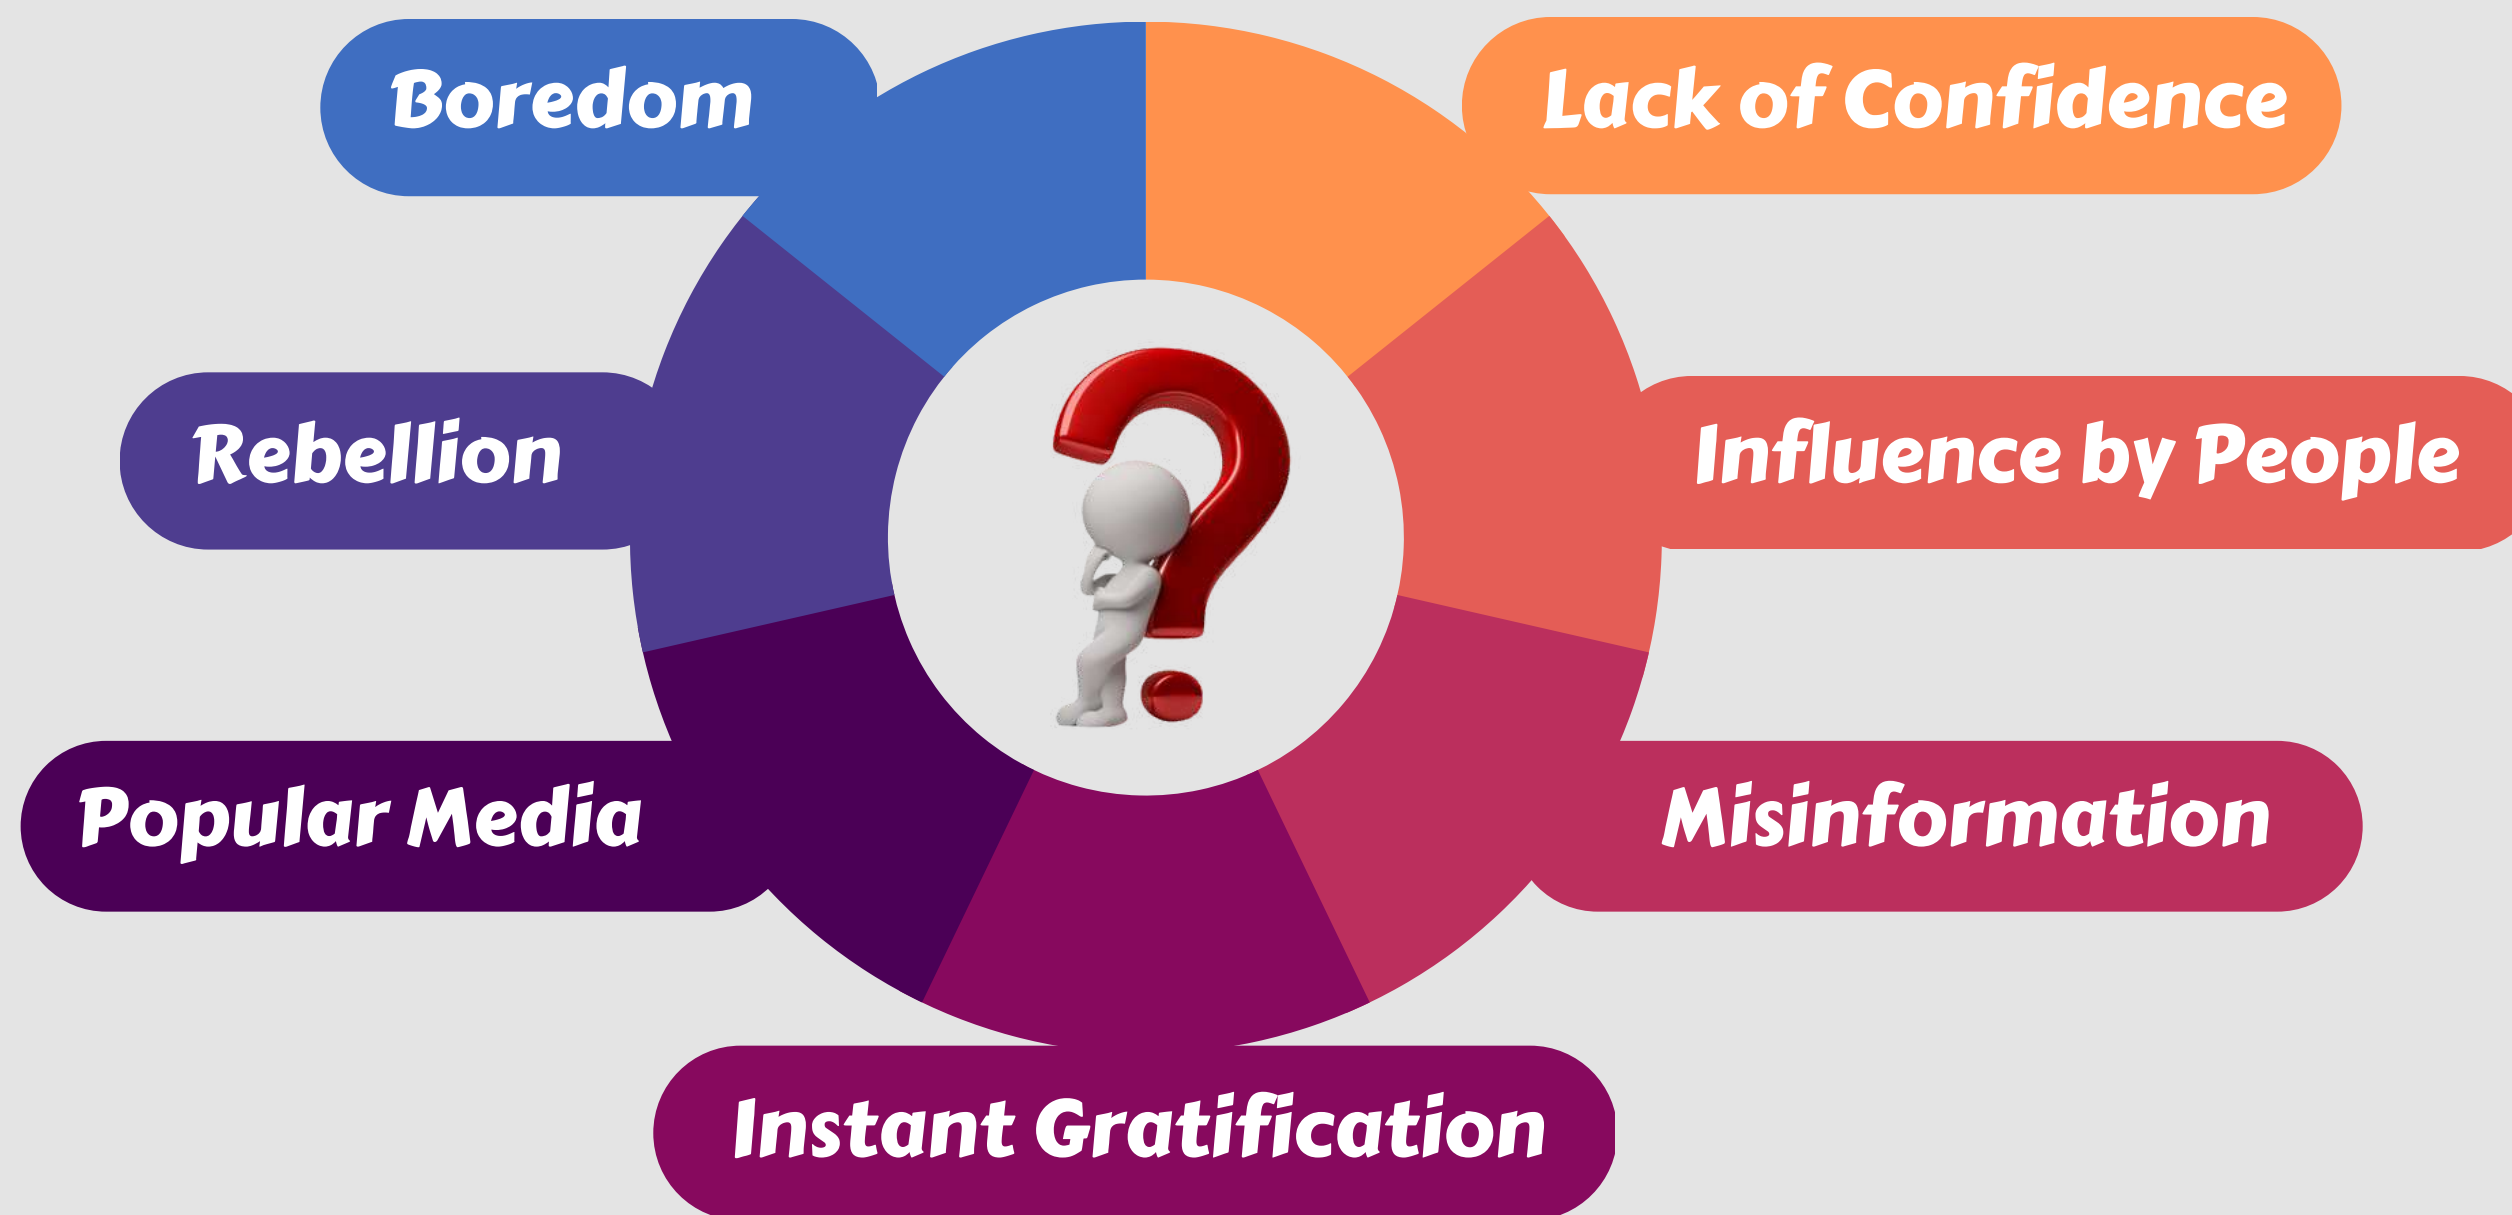 Boredom
Lack of Confidence
Rebellion
Influence by People
Popular Media
Misinformation
Instant Gratification